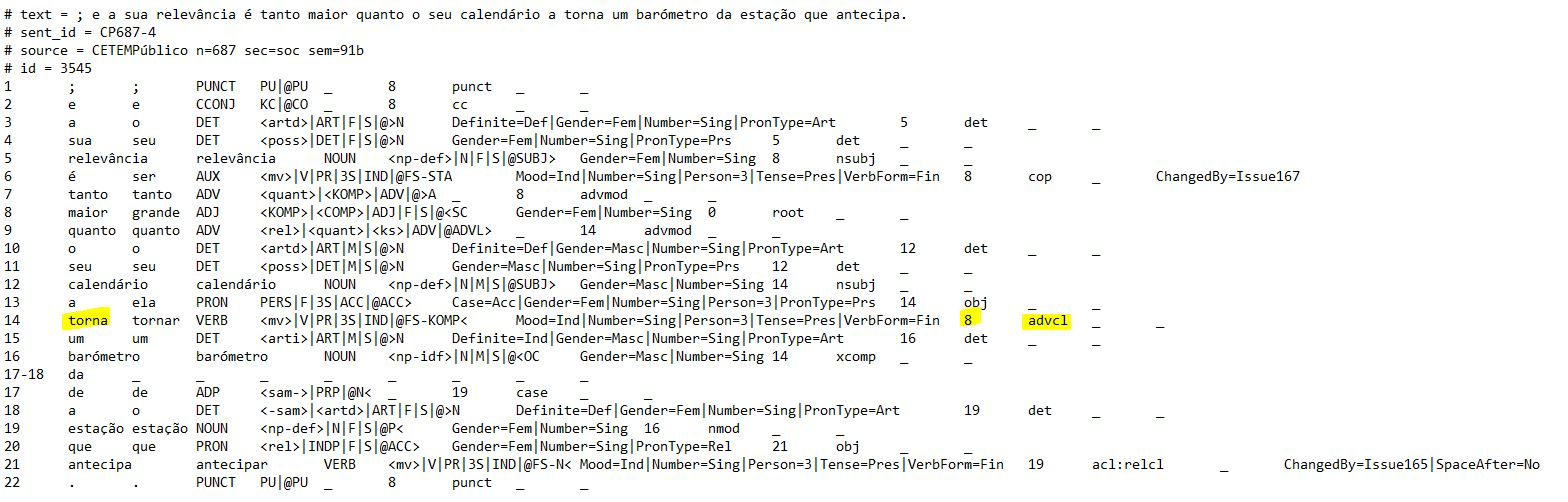 # text = ; e a sua relevância é tanto maior quanto o seu calendário a torna um barómetro da estação que antecipa.
# sent_id = CP687-4
# source = CETEMPúblico n=687 sec=soc sem=91b
# id = 3545
1 ; ; PUNCT PU|@PU _ 8 punct _ _
2 e e CCONJ KC|@CO _ 8 cc _ _
3 a o DET <artd>|ART|F|S|@>N Definite=Def|Gender=Fem|Number=Sing|PronType=Art 5 det _ _
4 sua seu DET <poss>|DET|F|S|@>N Gender=Fem|Number=Sing|PronType=Prs 5 det _ _
5 relevância relevância NOUN <np-def>|N|F|S|@SUBJ> Gender=Fem|Number=Sing 8 nsubj _ _
6 é ser AUX <mv>|V|PR|3S|IND|@FS-STA Mood=Ind|Number=Sing|Person=3|Tense=Pres|VerbForm=Fin 8 cop _ ChangedBy=Issue167
7 tanto tanto ADV <quant>|<KOMP>|ADV|@>A _ 8 advmod _ _
8 maior grande ADJ <KOMP>|<COMP>|ADJ|F|S|@<SC Gender=Fem|Number=Sing 0 root _ _
9 quanto quanto ADV <rel>|<quant>|<ks>|ADV|@ADVL> _ 14 advmod _ _
10 o o DET <artd>|ART|M|S|@>N Definite=Def|Gender=Masc|Number=Sing|PronType=Art 12 det _ _
11 seu seu DET <poss>|DET|M|S|@>N Gender=Masc|Number=Sing|PronType=Prs 12 det _ _
12 calendário calendário NOUN <np-def>|N|M|S|@SUBJ> Gender=Masc|Number=Sing 14 nsubj _ _
13 a ela PRON PERS|F|3S|ACC|@ACC> Case=Acc|Gender=Fem|Number=Sing|Person=3|PronType=Prs 14 obj _ _
14 torna tornar VERB <mv>|V|PR|3S|IND|@FS-KOMP< Mood=Ind|Number=Sing|Person=3|Tense=Pres|VerbForm=Fin 8 advcl _ _
15 um um DET <arti>|ART|M|S|@>N Definite=Ind|Gender=Masc|Number=Sing|PronType=Art 16 det _ _
16 barómetro barómetro NOUN <np-idf>|N|M|S|@<OC Gender=Masc|Number=Sing 14 xcomp _ _
17-18 da _ _ _ _ _ _ _ _
17 de de ADP <sam->|PRP|@N< _ 19 case _ _
18 a o DET <-sam>|<artd>|ART|F|S|@>N Definite=Def|Gender=Fem|Number=Sing|PronType=Art 19 det _ _
19 estação estação NOUN <np-def>|N|F|S|@P< Gender=Fem|Number=Sing 16 nmod _ _
20 que que PRON <rel>|INDP|F|S|@ACC> Gender=Fem|Number=Sing|PronType=Rel 21 obj _ _
21 antecipa antecipar VERB <mv>|V|PR|3S|IND|@FS-N< Mood=Ind|Number=Sing|Person=3|Tense=Pres|VerbForm=Fin 19 acl:relcl _ ChangedBy=Issue165|SpaceAfter=No
22 . . PUNCT PU|@PU _ 8 punct _ _